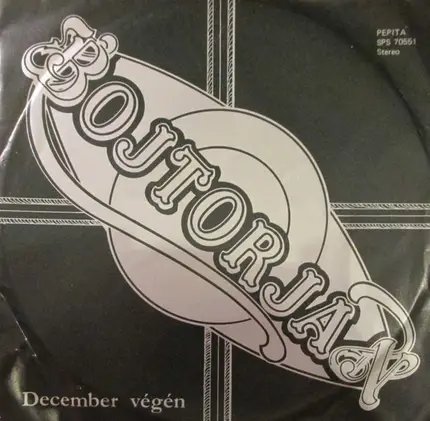 PEPITA
SPS 70551
Stereo
BOJTORJÁN
December végén